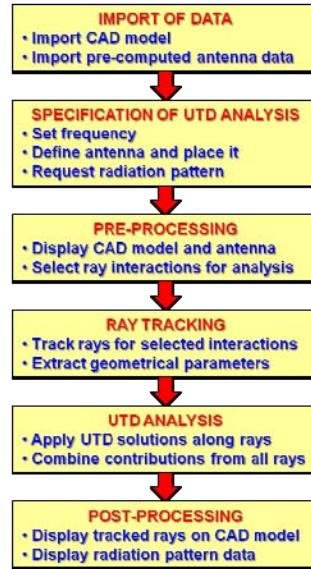 IMPORT OF DATA
• Import CAD model
• Import pre-computed antenna data
SPECIFICATION OF UTD ANALYSIS
• Set frequency
• Define antenna and place it
• Request radiation pattern
PRE-PROCESSING
• Display CAD model and antenna
• Select ray interactions for analysis
RAY TRACKING
• Track rays for selected interactions
• Extract geometrical parameters
UTD ANALYSIS
• Apply UTD solutions along rays
• Combine contributions from all rays
POST-PROCESSING
• Display tracked rays on CAD model
• Display radiation pattern data